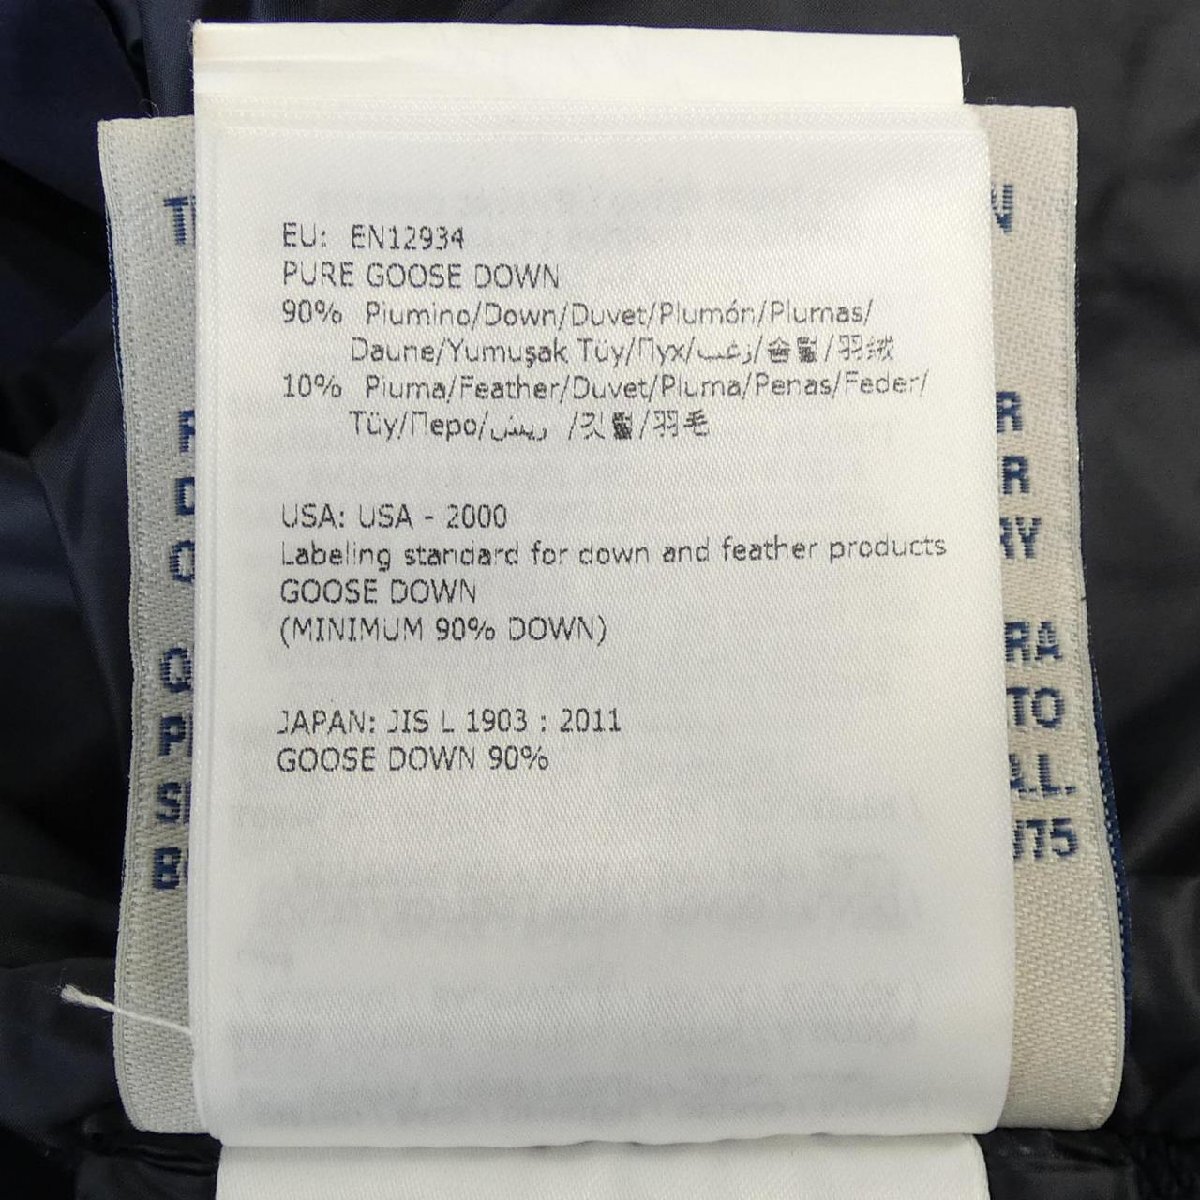 EU: EN12934
PURE GOOSE DOWN
90% Piumino/Down/Duvet/Plumón/Plumas/
Daune/Yumuşak Tüy/Пух/زغب/솜털/羽绒
10% Piuma/Feather/Duvet/Pluma/Penas/Feder/
Tüy/Перо/ريش /깃털/羽毛
USA: USA - 2000
Labeling standard for down and feather products
GOOSE DOWN
(MINIMUM 90% DOWN)
JAPAN: JIS L 1903 : 2011
GOOSE DOWN 90%